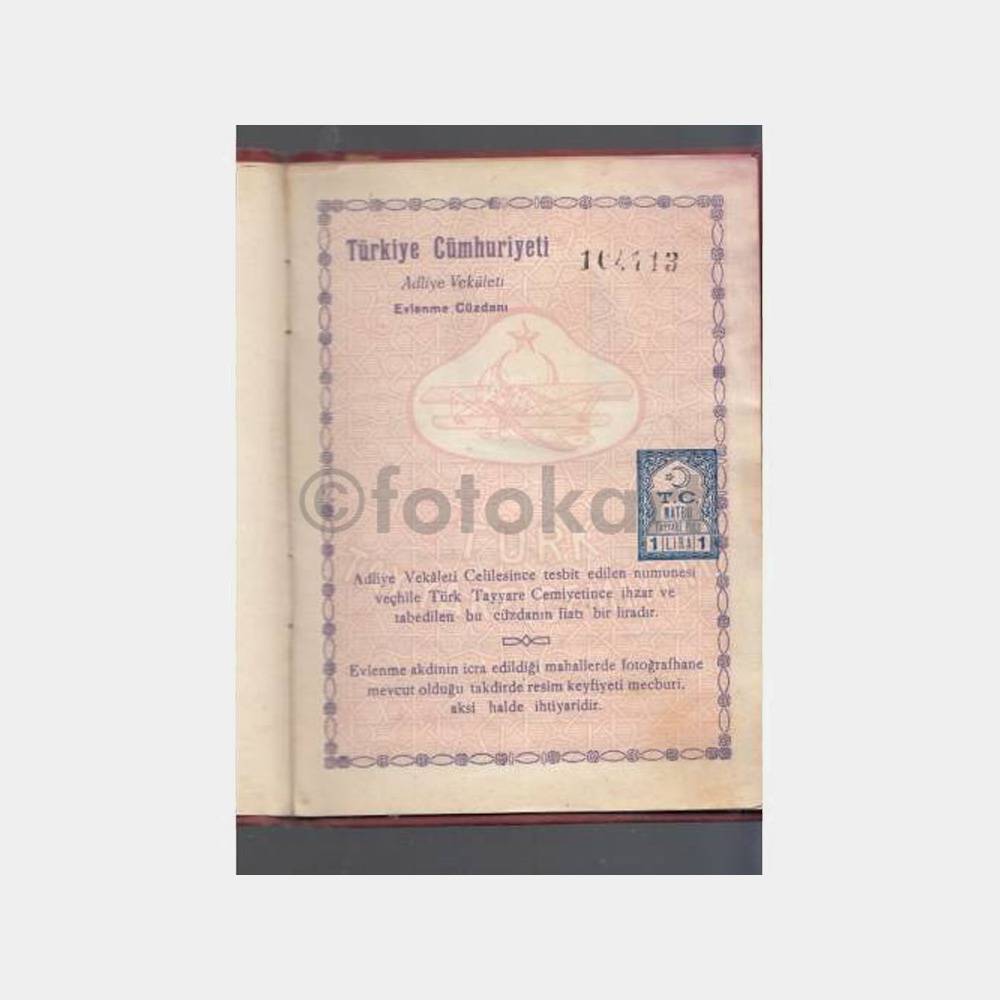 Türkiye Cümhuriyeti
Adliye Vekâleti
Evlenme Cüzdanı
©fotoka
T.C.
1 LİRA 1
TÜRK
Adliye Vekâleti Celilesince tesbit edilen numunesi
veçhile Türk Tayyare Cemiyetince ihzar ve
tabedilen bu cüzdanın fiatı bir liradır.
Evlenme akdinin icra edildiği mahallerde fotoğrafhane
mevcut olduğu takdirde resim keyfiyeti mecburi,
aksi halde ihtiyaridir.